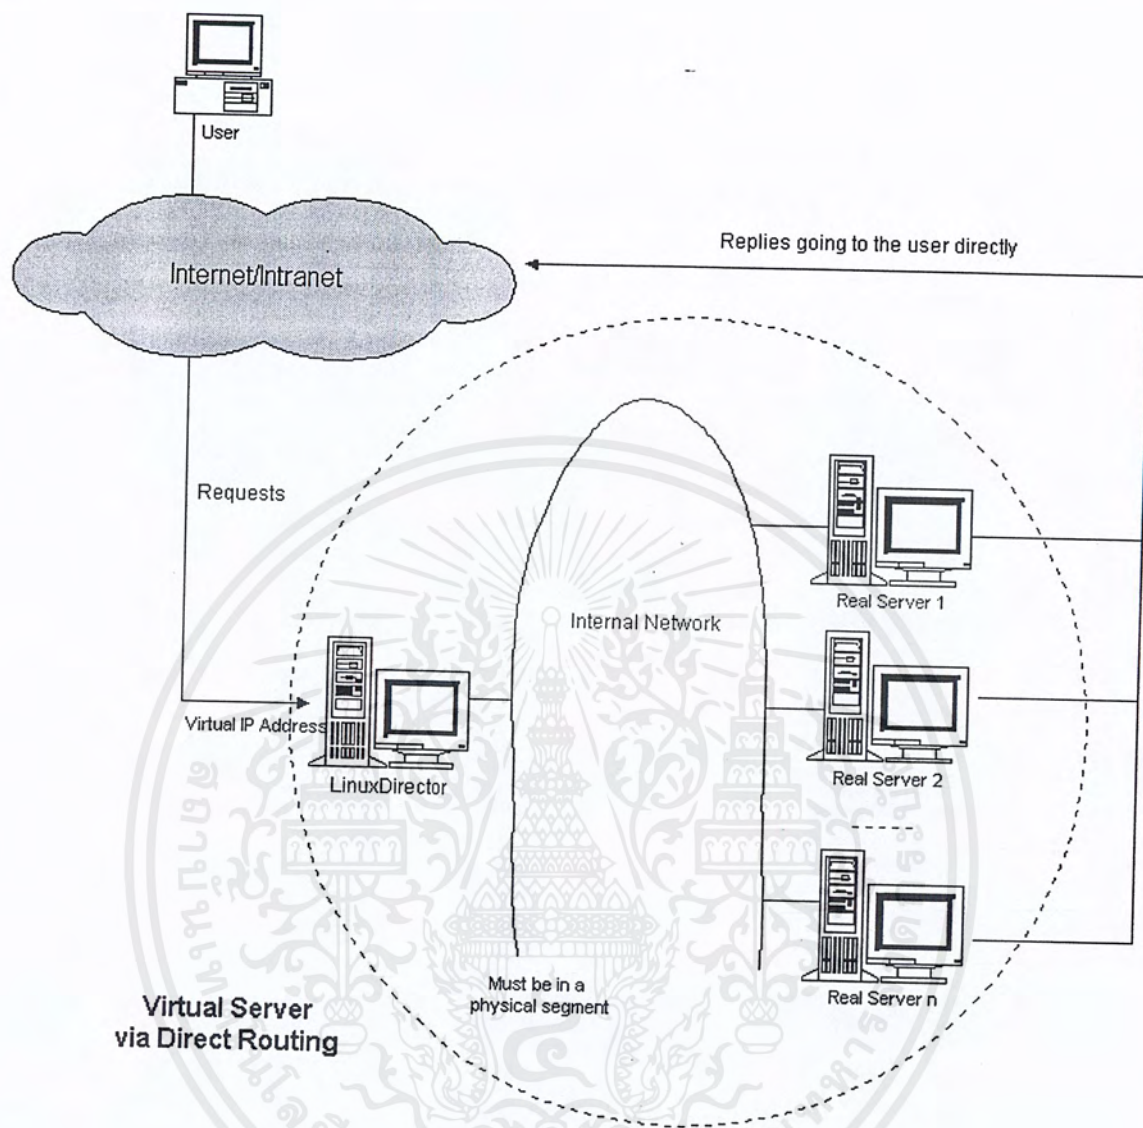 User
Internet/Intranet
Replies going to the user directly
Requests
Real Server 1
Internal Network
Virtual IP Address
LinuxDirector
Real Server 2
Must be in a
physical segment
Real Server n
Virtual Server
via Direct Routing